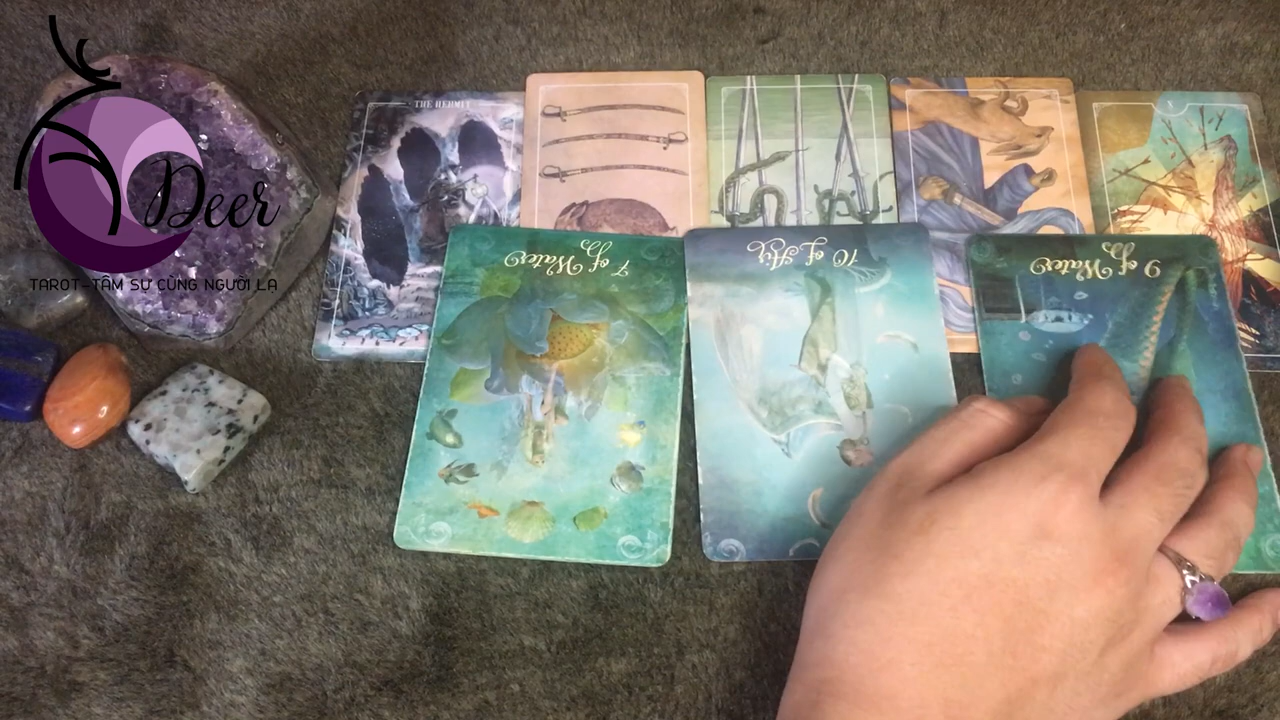 Deer
TAROT-TÂM SỰ CÙNG NGƯỜI LẠ
THE HERMIT
X
7 of Water
10 of Air
9 of Water